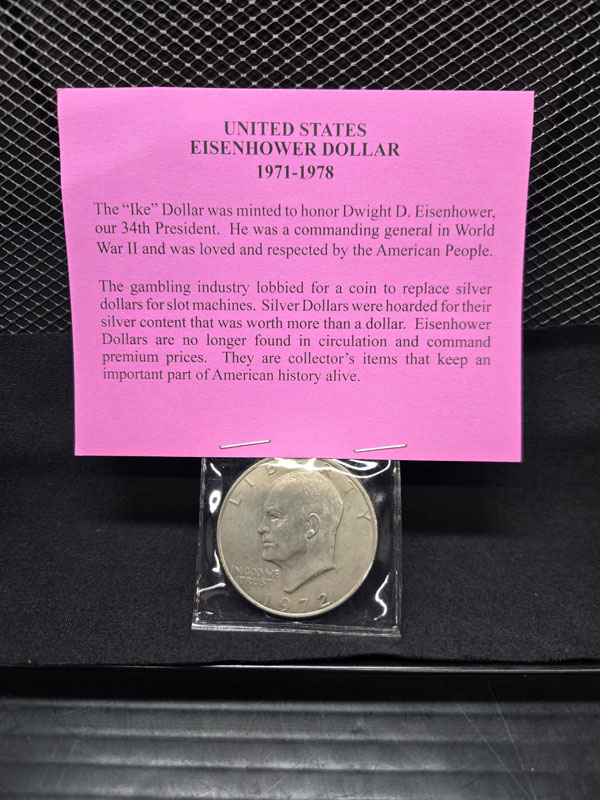 UNITED STATES
EISENHOWER DOLLAR
1971-1978
The “Ike” Dollar was minted to honor Dwight D. Eisenhower,
our 34th President.  He was a commanding general in World
War II and was loved and respected by the American People.
The gambling industry lobbied for a coin to replace silver
dollars for slot machines.  Silver Dollars were hoarded for their
silver content that was worth more than a dollar.  Eisenhower
Dollars are no longer found in circulation and command
premium prices.  They are collector’s items that keep an
important part of American history alive.
LIBERTY
IN GOD WE
TRUST
1972